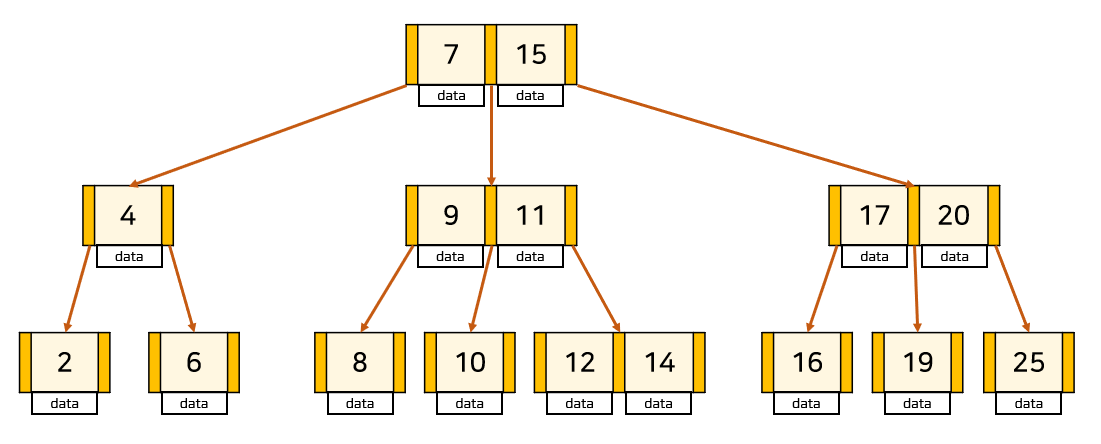 7 15
data data
4 9 11 17 20
data data data data data
2 6 8 10 12 14 16 19 25
data data data data data data data data data